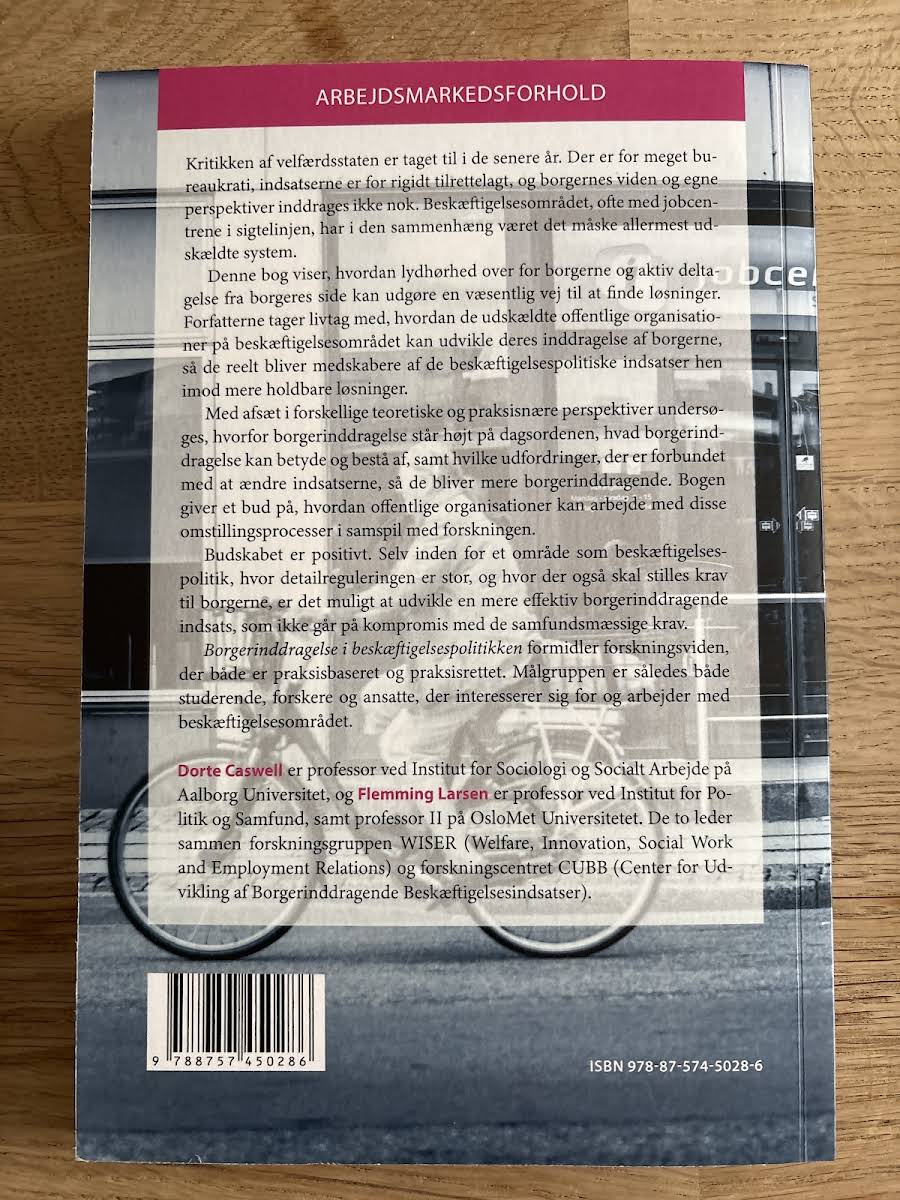 ARBEJDSMARKEDSFORHOLD
Kritikken af velfærdsstaten er taget til i de senere år. Der er for meget bu-
reaukrati, indsatserne er for rigidt tilrettelagt, og borgernes viden og egne
perspektiver inddrages ikke nok. Beskæftigelsesområdet, ofte med jobcen-
trene i sigtelinjen, har i den sammenhæng været det måske allermest ud-
skældte system.
Denne bog viser, hvordan lydhørhed over for borgerne og aktiv delta-
gelse fra borgeres side kan udgøre en væsentlig vej til at finde løsninger.
Forfatterne tager livtag med, hvordan de udskældte offentlige organisatio-
ner på beskæftigelsesområdet kan udvikle deres inddragelse af borgerne,
så de reelt bliver medskabere af de beskæftigelsespolitiske indsatser hen
imod mere holdbare løsninger.
Med afsæt i forskellige teoretiske og praksisnære perspektiver undersø-
ges, hvorfor borgerinddragelse står højt på dagsordenen, hvad borgerind-
dragelse kan betyde og bestå af, samt hvilke udfordringer, der er forbundet
med at ændre indsatserne, så de bliver mere borgerinddragende. Bogen
giver et bud på, hvordan offentlige organisationer kan arbejde med disse
omstillingsprocesser i samspil med forskningen.
Budskabet er positivt. Selv inden for et område som beskæftigelses-
politik, hvor detailreguleringen er stor, og hvor der også skal stilles krav
til borgerne, er det muligt at udvikle en mere effektiv borgerinddragende
indsats, som ikke går på kompromis med de samfundsmæssige krav.
Borgerinddragelse i beskæftigelsespolitikken formidler forskningsviden,
der både er praksisbaseret og praksisrettet. Målgruppen er således både
studerende, forskere og ansatte, der interesserer sig for og arbejder med
beskæftigelsesområdet.
Dorte Caswell er professor ved Institut for Sociologi og Socialt Arbejde på
Aalborg Universitet, og Flemming Larsen er professor ved Institut for Po-
litik og Samfund, samt professor II på OsloMet Universitetet. De to leder
sammen forskningsgruppen WISER (Welfare, Innovation, Social Work
and Employment Relations) og forskningscentret CUBB (Center for Ud-
vikling af Borgerinddragende Beskæftigelsesindsatser).
jobce
9 788757 450286
ISBN 978-87-574-5028-6